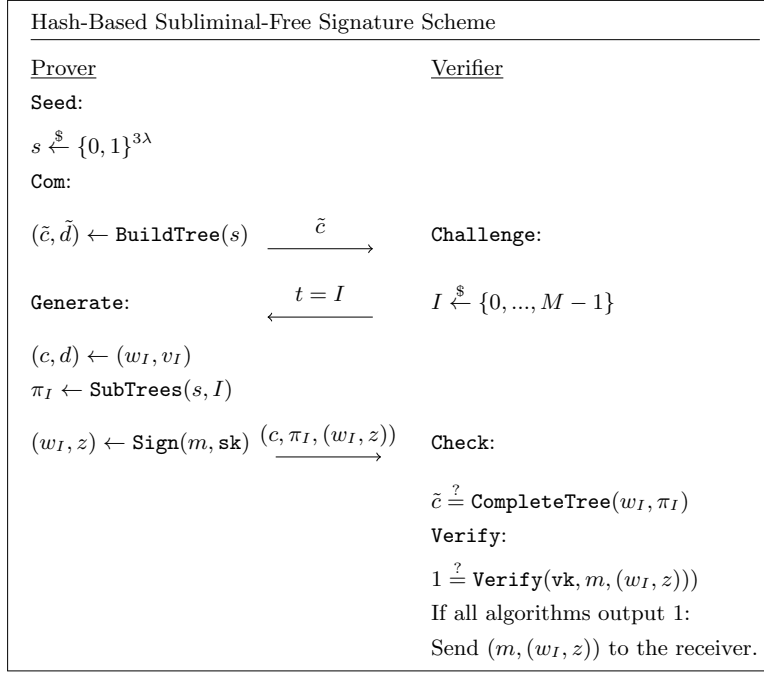 Hash-Based Subliminal-Free Signature Scheme
Prover Verifier
Seed:
s $← {0, 1}^{3λ}
Com:
(c̃, d̃) ← BuildTree(s) c̃ Challenge:
Generate: t = I I $← {0, ..., M − 1}
(c, d) ← (w_I, v_I)
π_I ← SubTrees(s, I)
(w_I, z) ← Sign(m, sk) (c, π_I, (w_I, z)) Check:
c̃ ?= CompleteTree(w_I, π_I)
Verify:
1 ?= Verify(vk, m, (w_I, z)))
If all algorithms output 1:
Send (m, (w_I, z)) to the receiver.